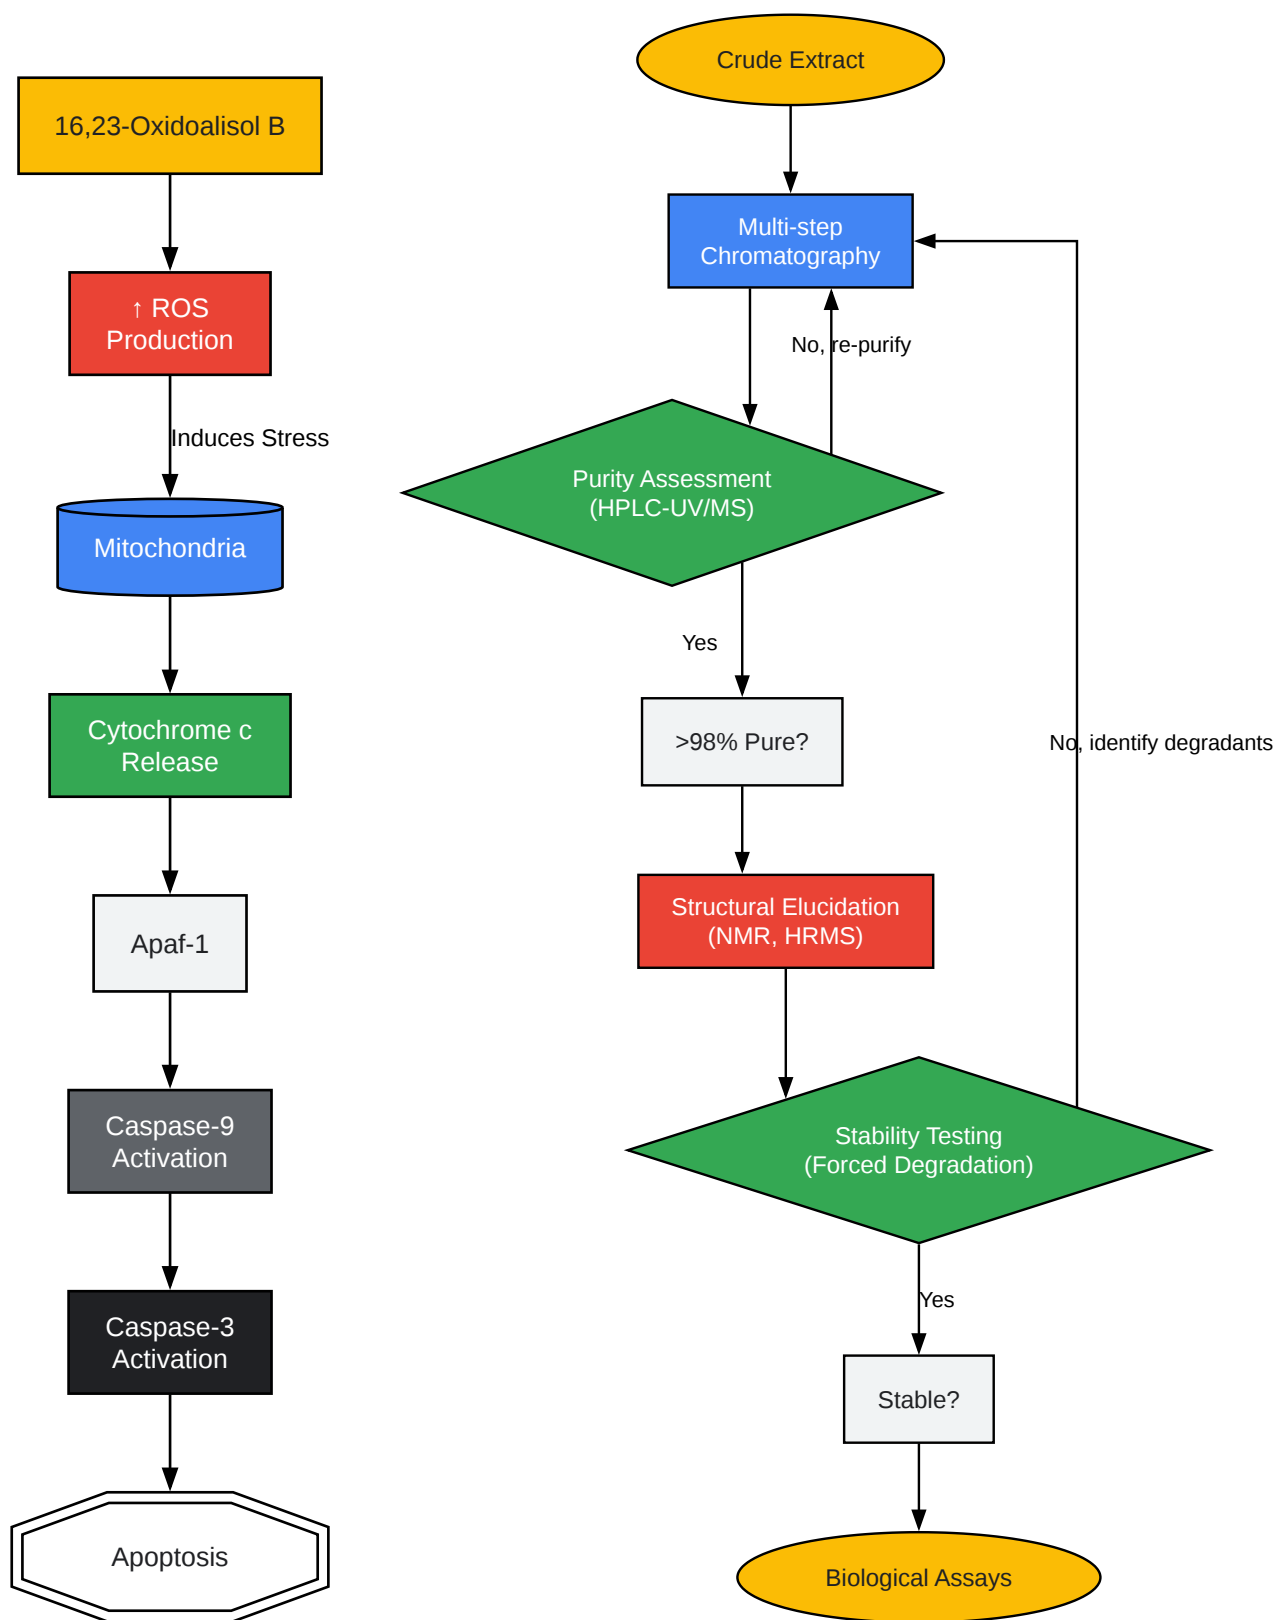 16,23-Oxidoalisol B
↑ ROS
Production
Induces Stress
Mitochondria
Cytochrome c
Release
Apaf-1
Caspase-9
Activation
Caspase-3
Activation
Apoptosis
Crude Extract
Multi-step
Chromatography
No, re-purify
Purity Assessment
(HPLC-UV/MS)
Yes
>98% Pure?
No, identify degradants
Structural Elucidation
(NMR, HRMS)
Stability Testing
(Forced Degradation)
Yes
Stable?
Biological Assays